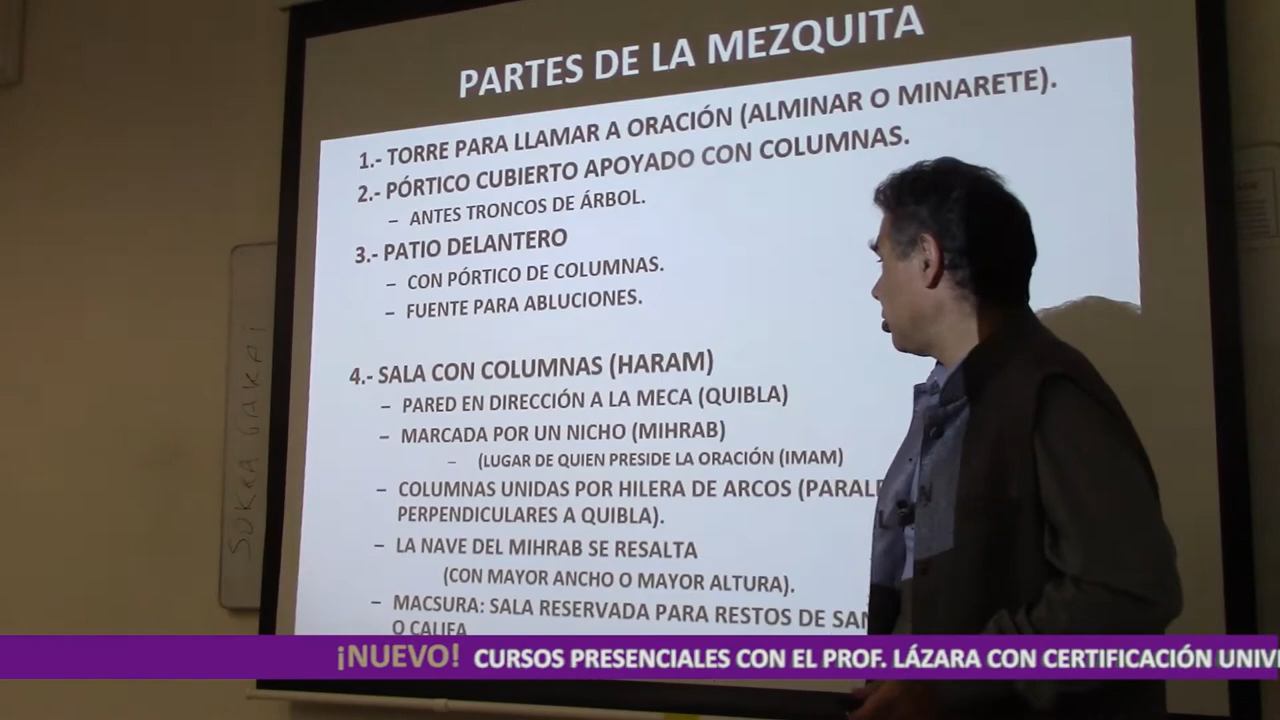 PARTES DE LA MEZQUITA
1.- TORRE PARA LLAMAR A ORACIÓN (ALMINAR O MINARETE).
2.- PÓRTICO CUBIERTO APOYADO CON COLUMNAS.
– ANTES TRONCOS DE ÁRBOL.
3.- PATIO DELANTERO
– CON PÓRTICO DE COLUMNAS.
– FUENTE PARA ABLUCIONES.
4.- SALA CON COLUMNAS (HARAM)
– PARED EN DIRECCIÓN A LA MECA (QUIBLA)
– MARCADA POR UN NICHO (MIHRAB)
– (LUGAR DE QUIEN PRESIDE LA ORACIÓN (IMAM)
– COLUMNAS UNIDAS POR HILERA DE ARCOS
PERPENDICULARES A QUIBLA).
– LA NAVE DEL MIHRAB SE RESALTA
(CON MAYOR ANCHO O MAYOR ALTURA).
– MACSURA: SALA RESERVADA PARA RESTOS DE
O CALIFA
¡NUEVO! CURSOS PRESENCIALES CON EL PROF. LÁZARA CON CERTIFICACIÓN